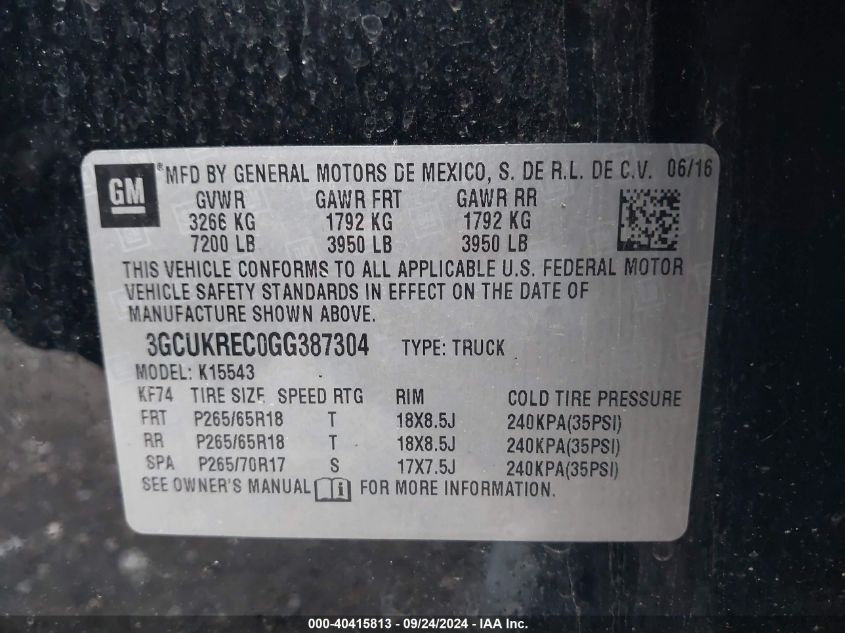 GM ®MFD BY GENERAL MOTORS DE MEXICO, S. DE R.L. DE C.V. 06/16
GVWR GAWR FRT GAWR RR
3266 KG 1792 KG 1792 KG
7200 LB 3950 LB 3950 LB
THIS VEHICLE CONFORMS TO ALL APPLICABLE U.S. FEDERAL MOTOR
VEHICLE SAFETY STANDARDS IN EFFECT ON THE DATE OF
MANUFACTURE SHOWN ABOVE.
3GCUKREC0GG387304 TYPE: TRUCK
MODEL: K15543
KF74 TIRE SIZE SPEED RTG RIM COLD TIRE PRESSURE
FRT P265/65R18 T 18X8.5J 240KPA(35PSI)
RR P265/65R18 T 18X8.5J 240KPA(35PSI)
SPA P265/70R17 S 17X7.5J 240KPA(35PSI)
SEE OWNER'S MANUAL FOR MORE INFORMATION.
000-40415813 - 09/24/2024 - IAA Inc.